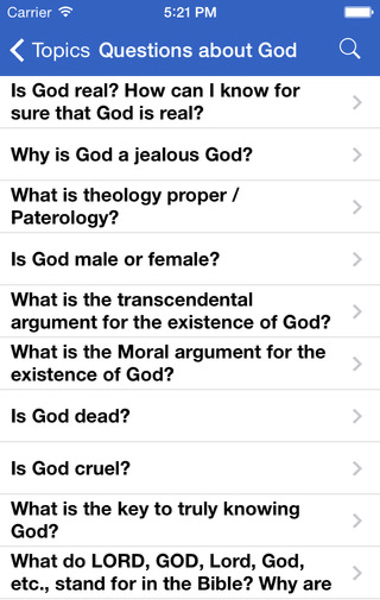 Carrier 5:21 PM
Topics Questions about God
Is God real? How can I know for
sure that God is real?
Why is God a jealous God?
What is theology proper /
Paterology?
Is God male or female?
What is the transcendental
argument for the existence of God?
What is the Moral argument for the
existence of God?
Is God dead?
Is God cruel?
What is the key to truly knowing
God?
What do LORD, GOD, Lord, God,
etc., stand for in the Bible? Why are